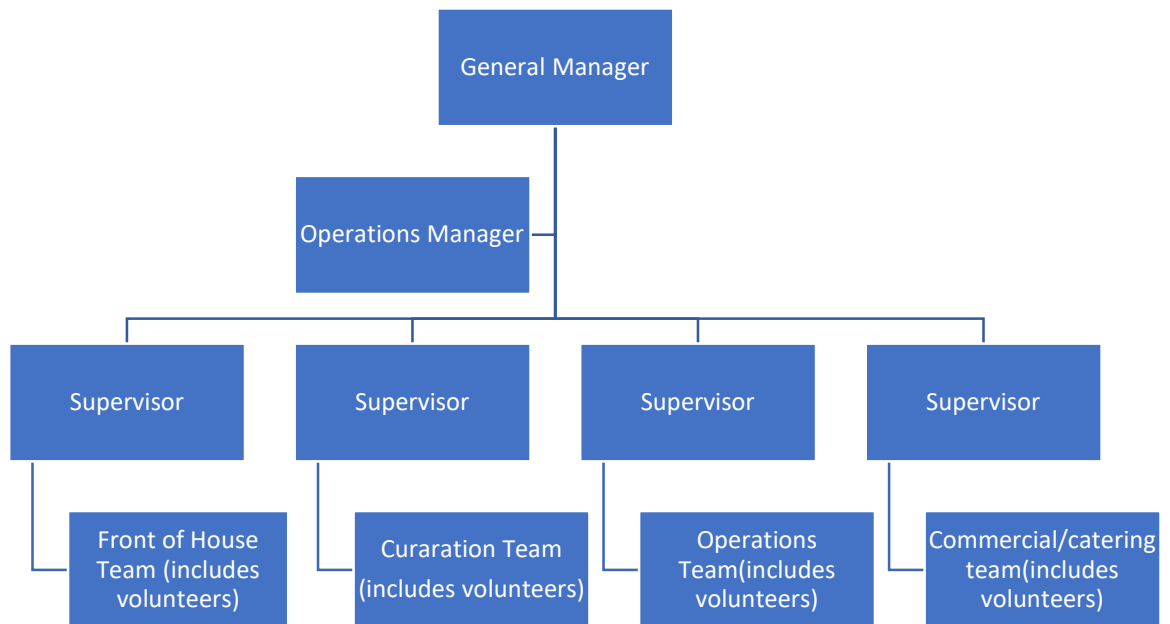 General Manager
Operations Manager
Supervisor
Supervisor
Supervisor
Supervisor
Front of House
Team (includes
volunteers)
Curaration Team
(includes volunteers)
Operations
Team(includes
volunteers)
Commercial/catering
team(includes
volunteers)